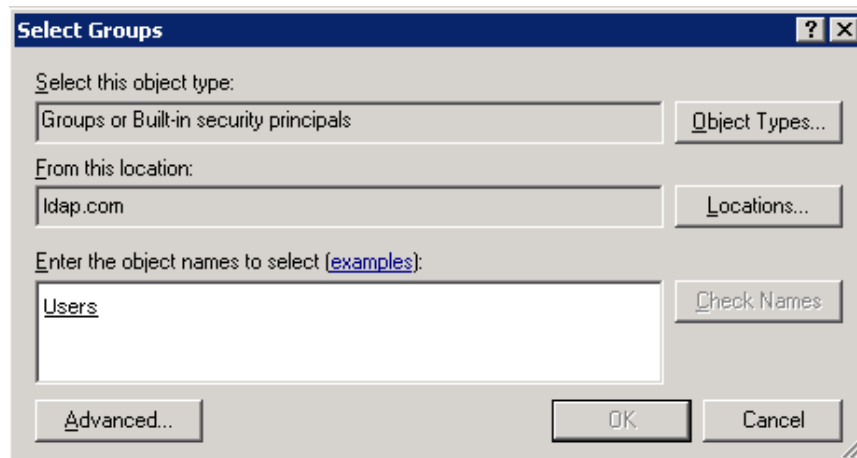 Select Groups
Select this object type:
Groups or Built-in security principals
Object Types...
From this location:
ldap.com
Locations...
Enter the object names to select (examples):
Users
Check Names
Advanced...
OK
Cancel